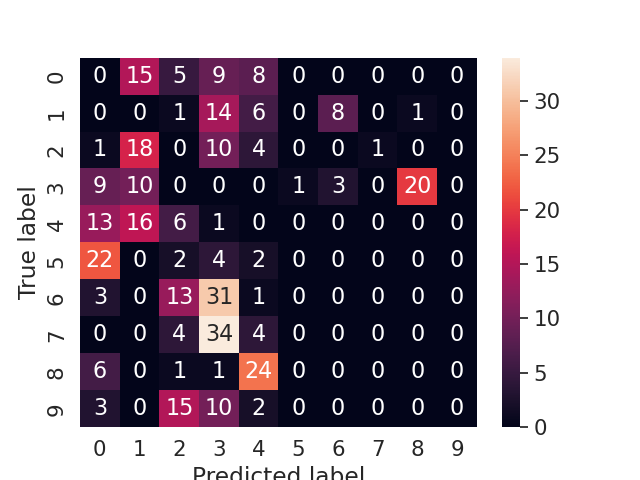 0 0 15 5 9 8 0 0 0 0 0
1 0 0 1 14 6 0 8 0 1 0
2 1 18 0 10 4 0 0 1 0 0
3 9 10 0 0 0 1 3 0 20 0
4 13 16 6 1 0 0 0 0 0 0
5 22 0 2 4 2 0 0 0 0 0
6 3 0 13 31 1 0 0 0 0 0
7 0 0 4 34 4 0 0 0 0 0
8 6 0 1 1 24 0 0 0 0 0
9 3 0 15 10 2 0 0 0 0 0
0 1 2 3 4 5 6 7 8 9
Predicted label
True label
30
25
20
15
10
5
0